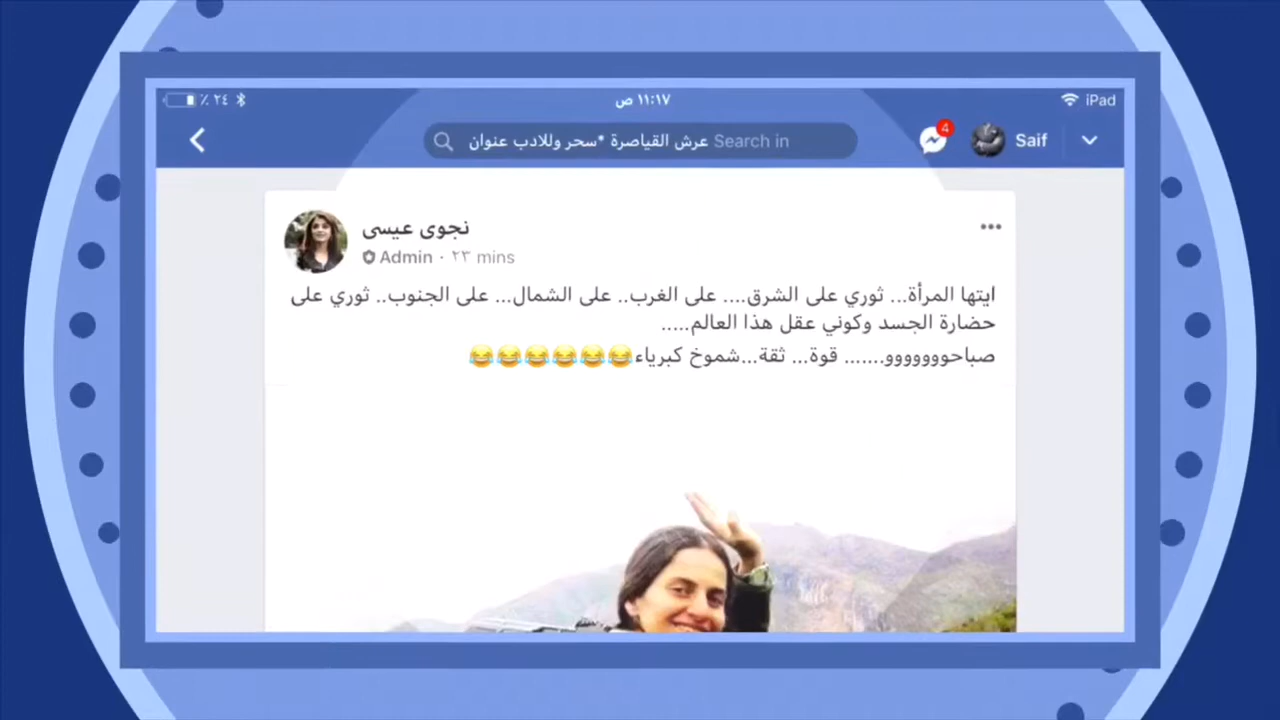 ٢٤ ٪
١١:١٧ ص
iPad
Search in عرش القياصرة *سحر وللادب عنوان
4
Saif
نجوى عيسى
Admin · ٢٣ mins
ايتها المرأة... ثوري على الشرق.... على الغرب.. على الشمال... على الجنوب.. ثوري على
حضارة الجسد وكوني عقل هذا العالم.....
صباحووووووو....... قوة... ثقة...شموخ كبرياء😂😂😂😂😂😂